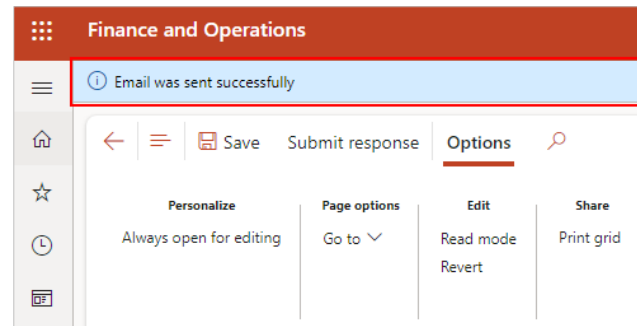 Finance and Operations
Email was sent successfully
Save Submit response Options
Personalize Page options Edit Share
Always open for editing Go to Read mode Print grid
Revert